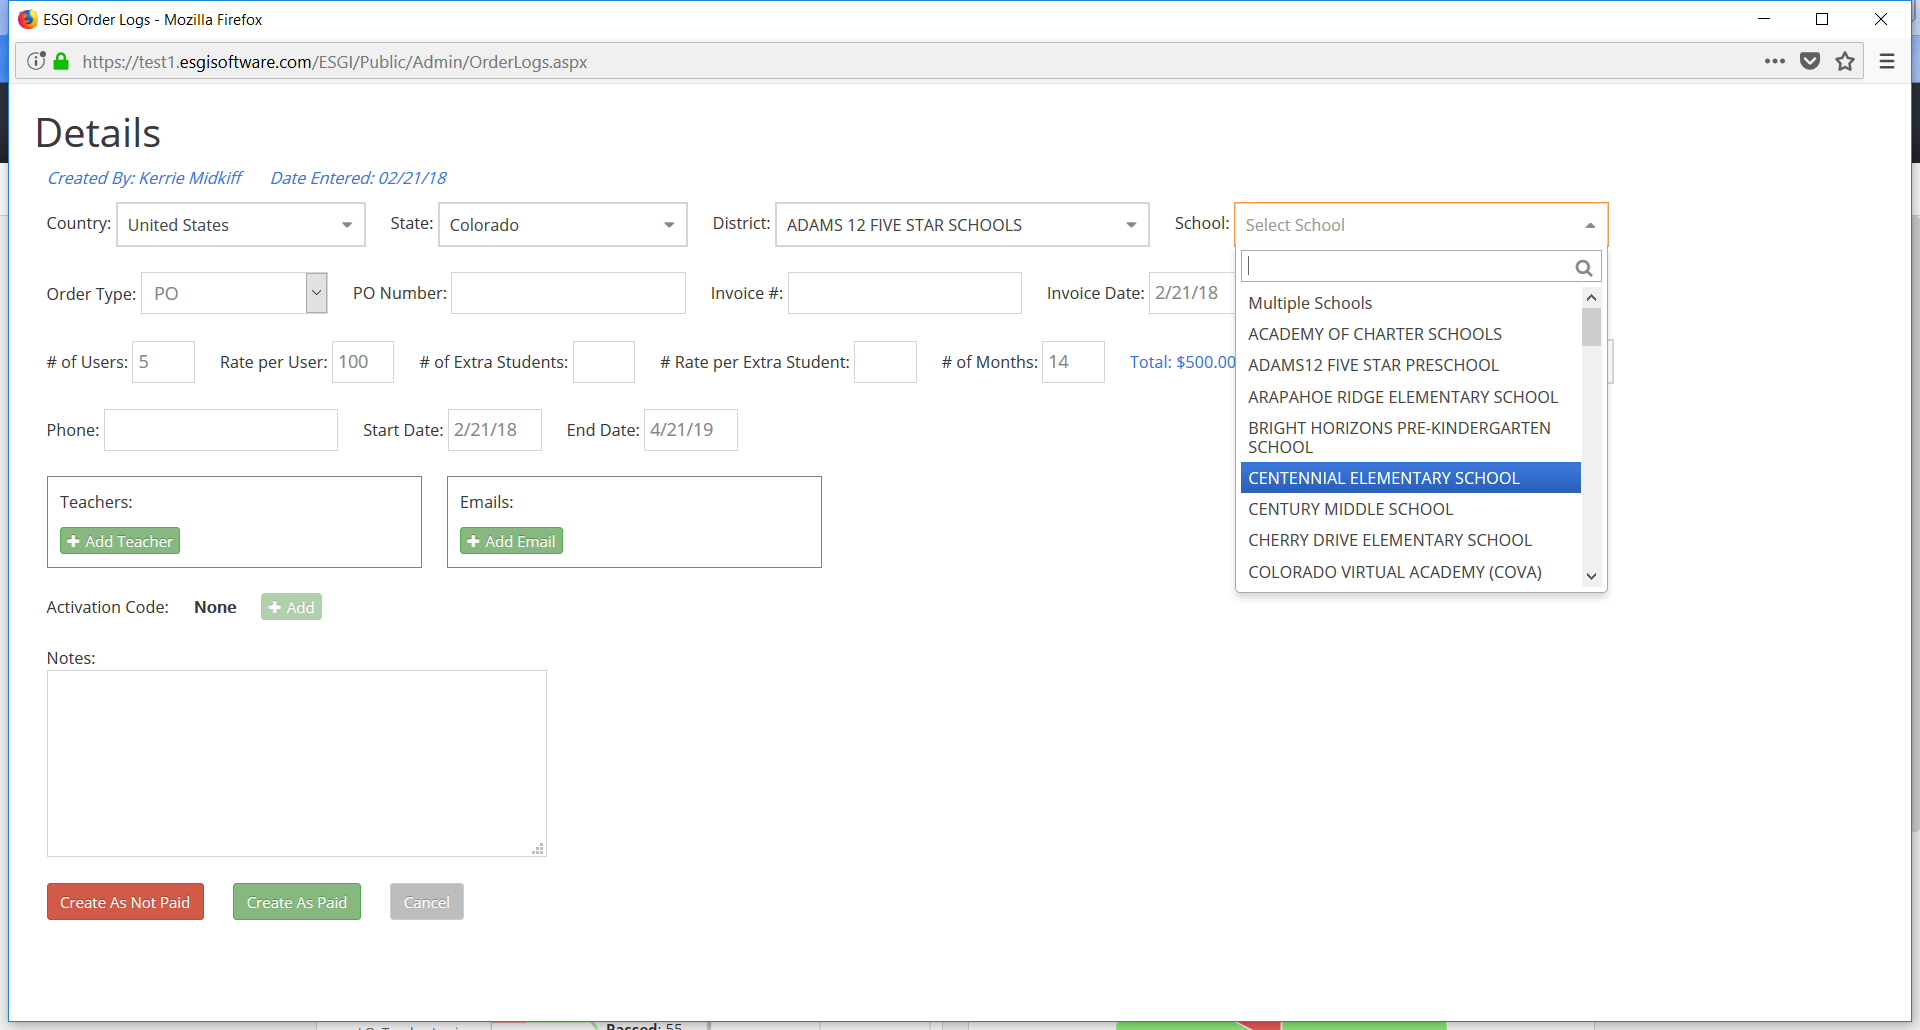 ESGI Order Logs - Mozilla Firefox
https://test1.esgisoftware.com/ESGI/Public/Admin/OrderLogs.aspx
Details
Created By: Kerrie Midkiff Date Entered: 02/21/18
Country: United States State: Colorado District: ADAMS 12 FIVE STAR SCHOOLS School: Select School
Order Type: PO PO Number: Invoice #: Invoice Date: 2/21/18
# of Users: 5 Rate per User: 100 # of Extra Students: # Rate per Extra Student: # of Months: 14 Total: $500.00
Phone: Start Date: 2/21/18 End Date: 4/21/19
Multiple Schools
ACADEMY OF CHARTER SCHOOLS
ADAMS12 FIVE STAR PRESCHOOL
ARAPAHOE RIDGE ELEMENTARY SCHOOL
BRIGHT HORIZONS PRE-KINDERGARTEN
SCHOOL
CENTENNIAL ELEMENTARY SCHOOL
CENTURY MIDDLE SCHOOL
CHERRY DRIVE ELEMENTARY SCHOOL
COLORADO VIRTUAL ACADEMY (COVA)
Teachers: Emails:
Add Teacher Add Email
Activation Code: None Add
Notes:
Create As Not Paid Create As Paid Cancel
Passed: 55